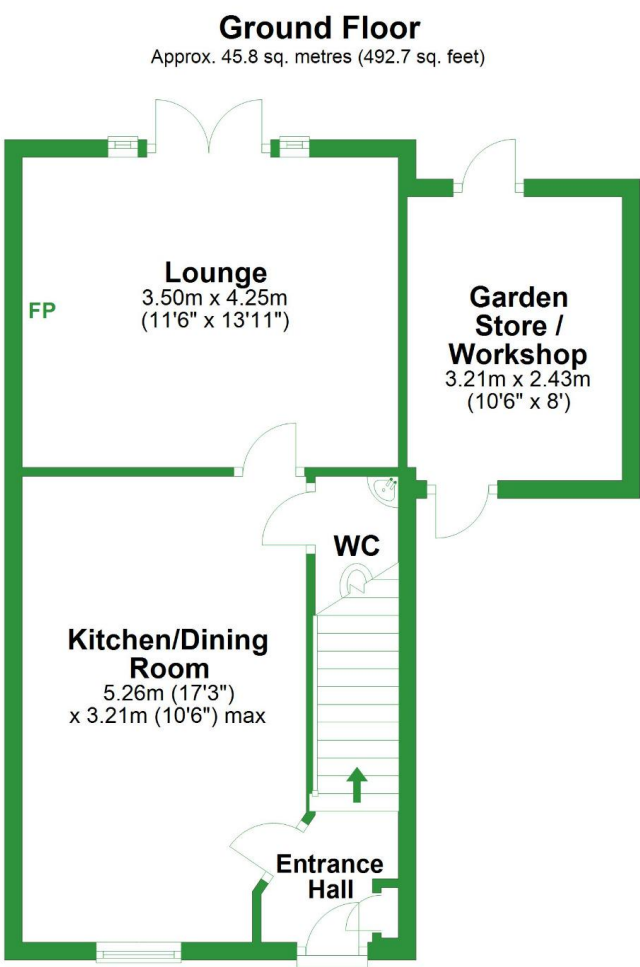 Ground Floor
Approx. 45.8 sq. metres (492.7 sq. feet)
Lounge
3.50m x 4.25m
(11'6" x 13'11")
FP
Garden
Store /
Workshop
3.21m x 2.43m
(10'6" x 8')
WC
Kitchen/Dining
Room
5.26m (17'3")
x 3.21m (10'6") max
Entrance
Hall